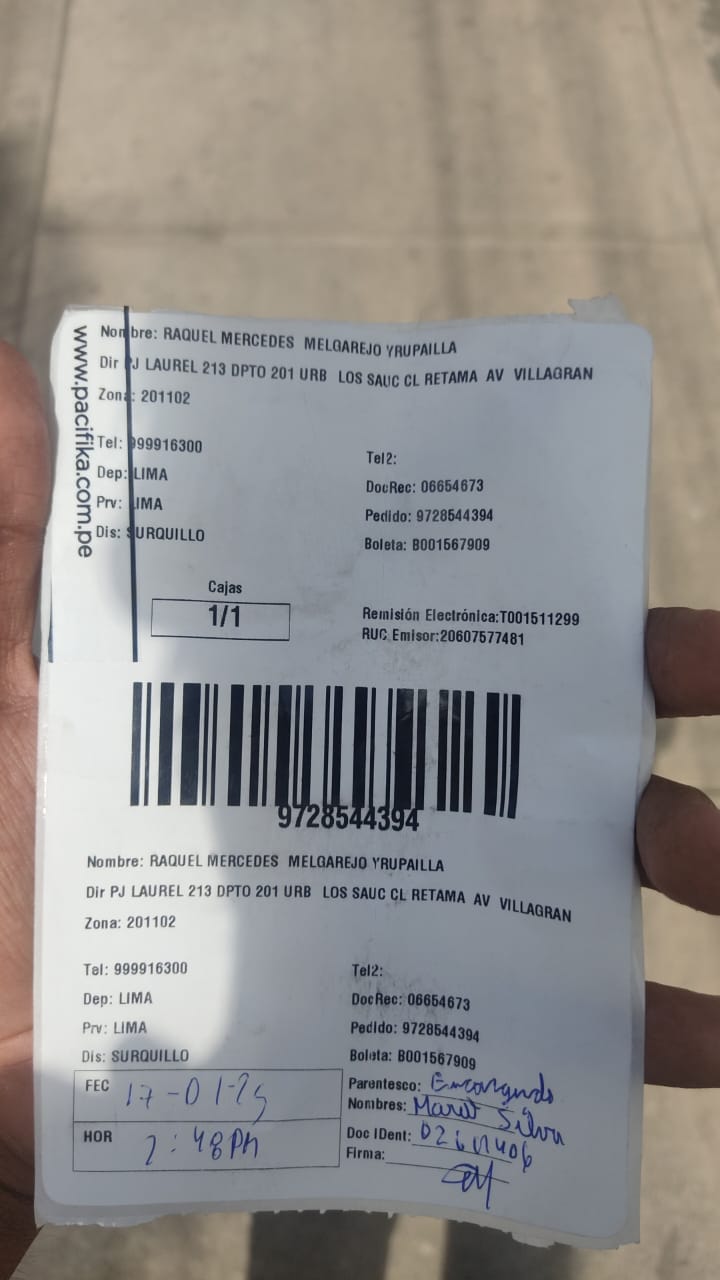 www.pacifika.com.pe
Nombre: RAQUEL MERCEDES MELGAREJO YRUPAILLA
Dir PJ LAUREL 213 DPTO 201 URB LOS SAUC CL RETAMA AV VILLAGRAN
Zona: 201102
Tel: 999916300
Tel2:
Dep: LIMA
DocRec: 06654673
Prv: LIMA
Pedido: 9728544394
Dis: SURQUILLO
Boleta: B001567909
Cajas
1/1
Remisión Electrónica:T001511299
RUC Emisor:20607577481
9728544394
Nombre: RAQUEL MERCEDES MELGAREJO YRUPAILLA
Dir PJ LAUREL 213 DPTO 201 URB LOS SAUC CL RETAMA AV VILLAGRAN
Zona: 201102
Tel: 999916300
Tel2:
Dep: LIMA
DocRec: 06654673
Prv: LIMA
Pedido: 9728544394
Dis: SURQUILLO
Boleta: B001567909
FEC 17-01-25
Parentesco: Encargado
Nombres: Silva
HOR 2:48PM
Doc IDent:
Firma: